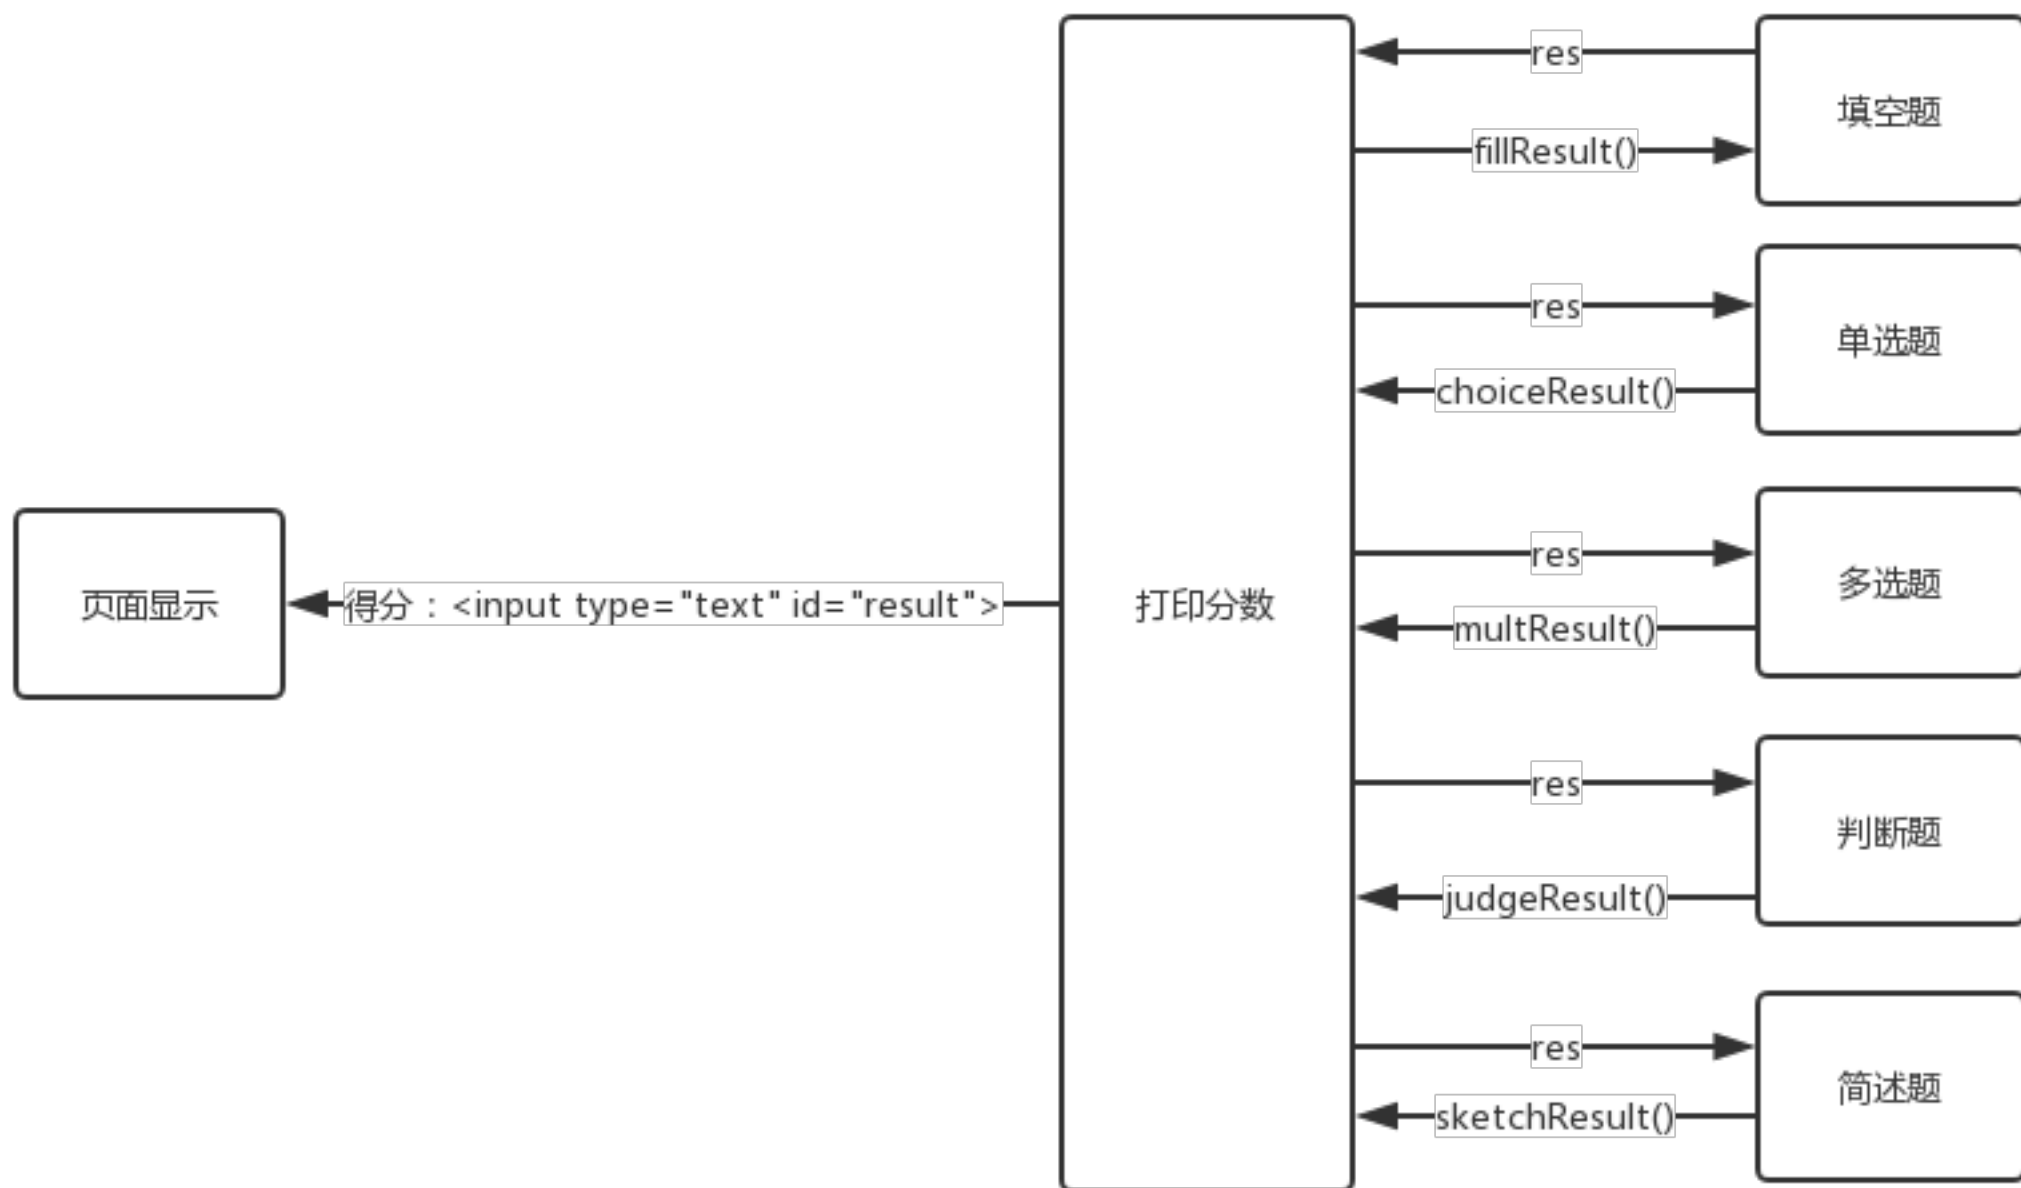 res
填空题
fillResult()
res
单选题
choiceResult()
res
多选题
multResult()
页面显示
得分：<input type="text" id="result">
打印分数
res
判断题
judgeResult()
res
简述题
sketchResult()